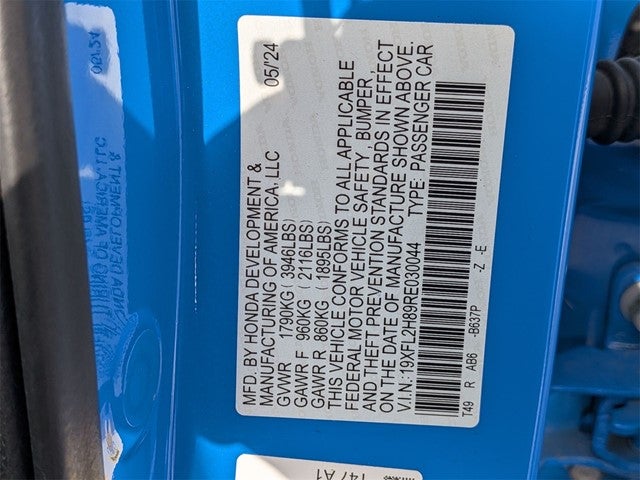 MFD. BY HONDA DEVELOPMENT & 05/24
MANUFACTURING OF AMERICA, LLC
GVWR 1790KG ( 3946LBS)
GAWR F 960KG ( 2116LBS)
GAWR R 860KG ( 1895LBS)
THIS VEHICLE CONFORMS TO ALL APPLICABLE
FEDERAL MOTOR VEHICLE SAFETY, BUMPER,
AND THEFT PREVENTION STANDARDS IN EFFECT
ON THE DATE OF MANUFACTURE SHOWN ABOVE.
V.I.N: 19XFL2H89RE030044 TYPE: PASSENGER CAR
T49 R AB6 -B637P -Z -E
147 A1